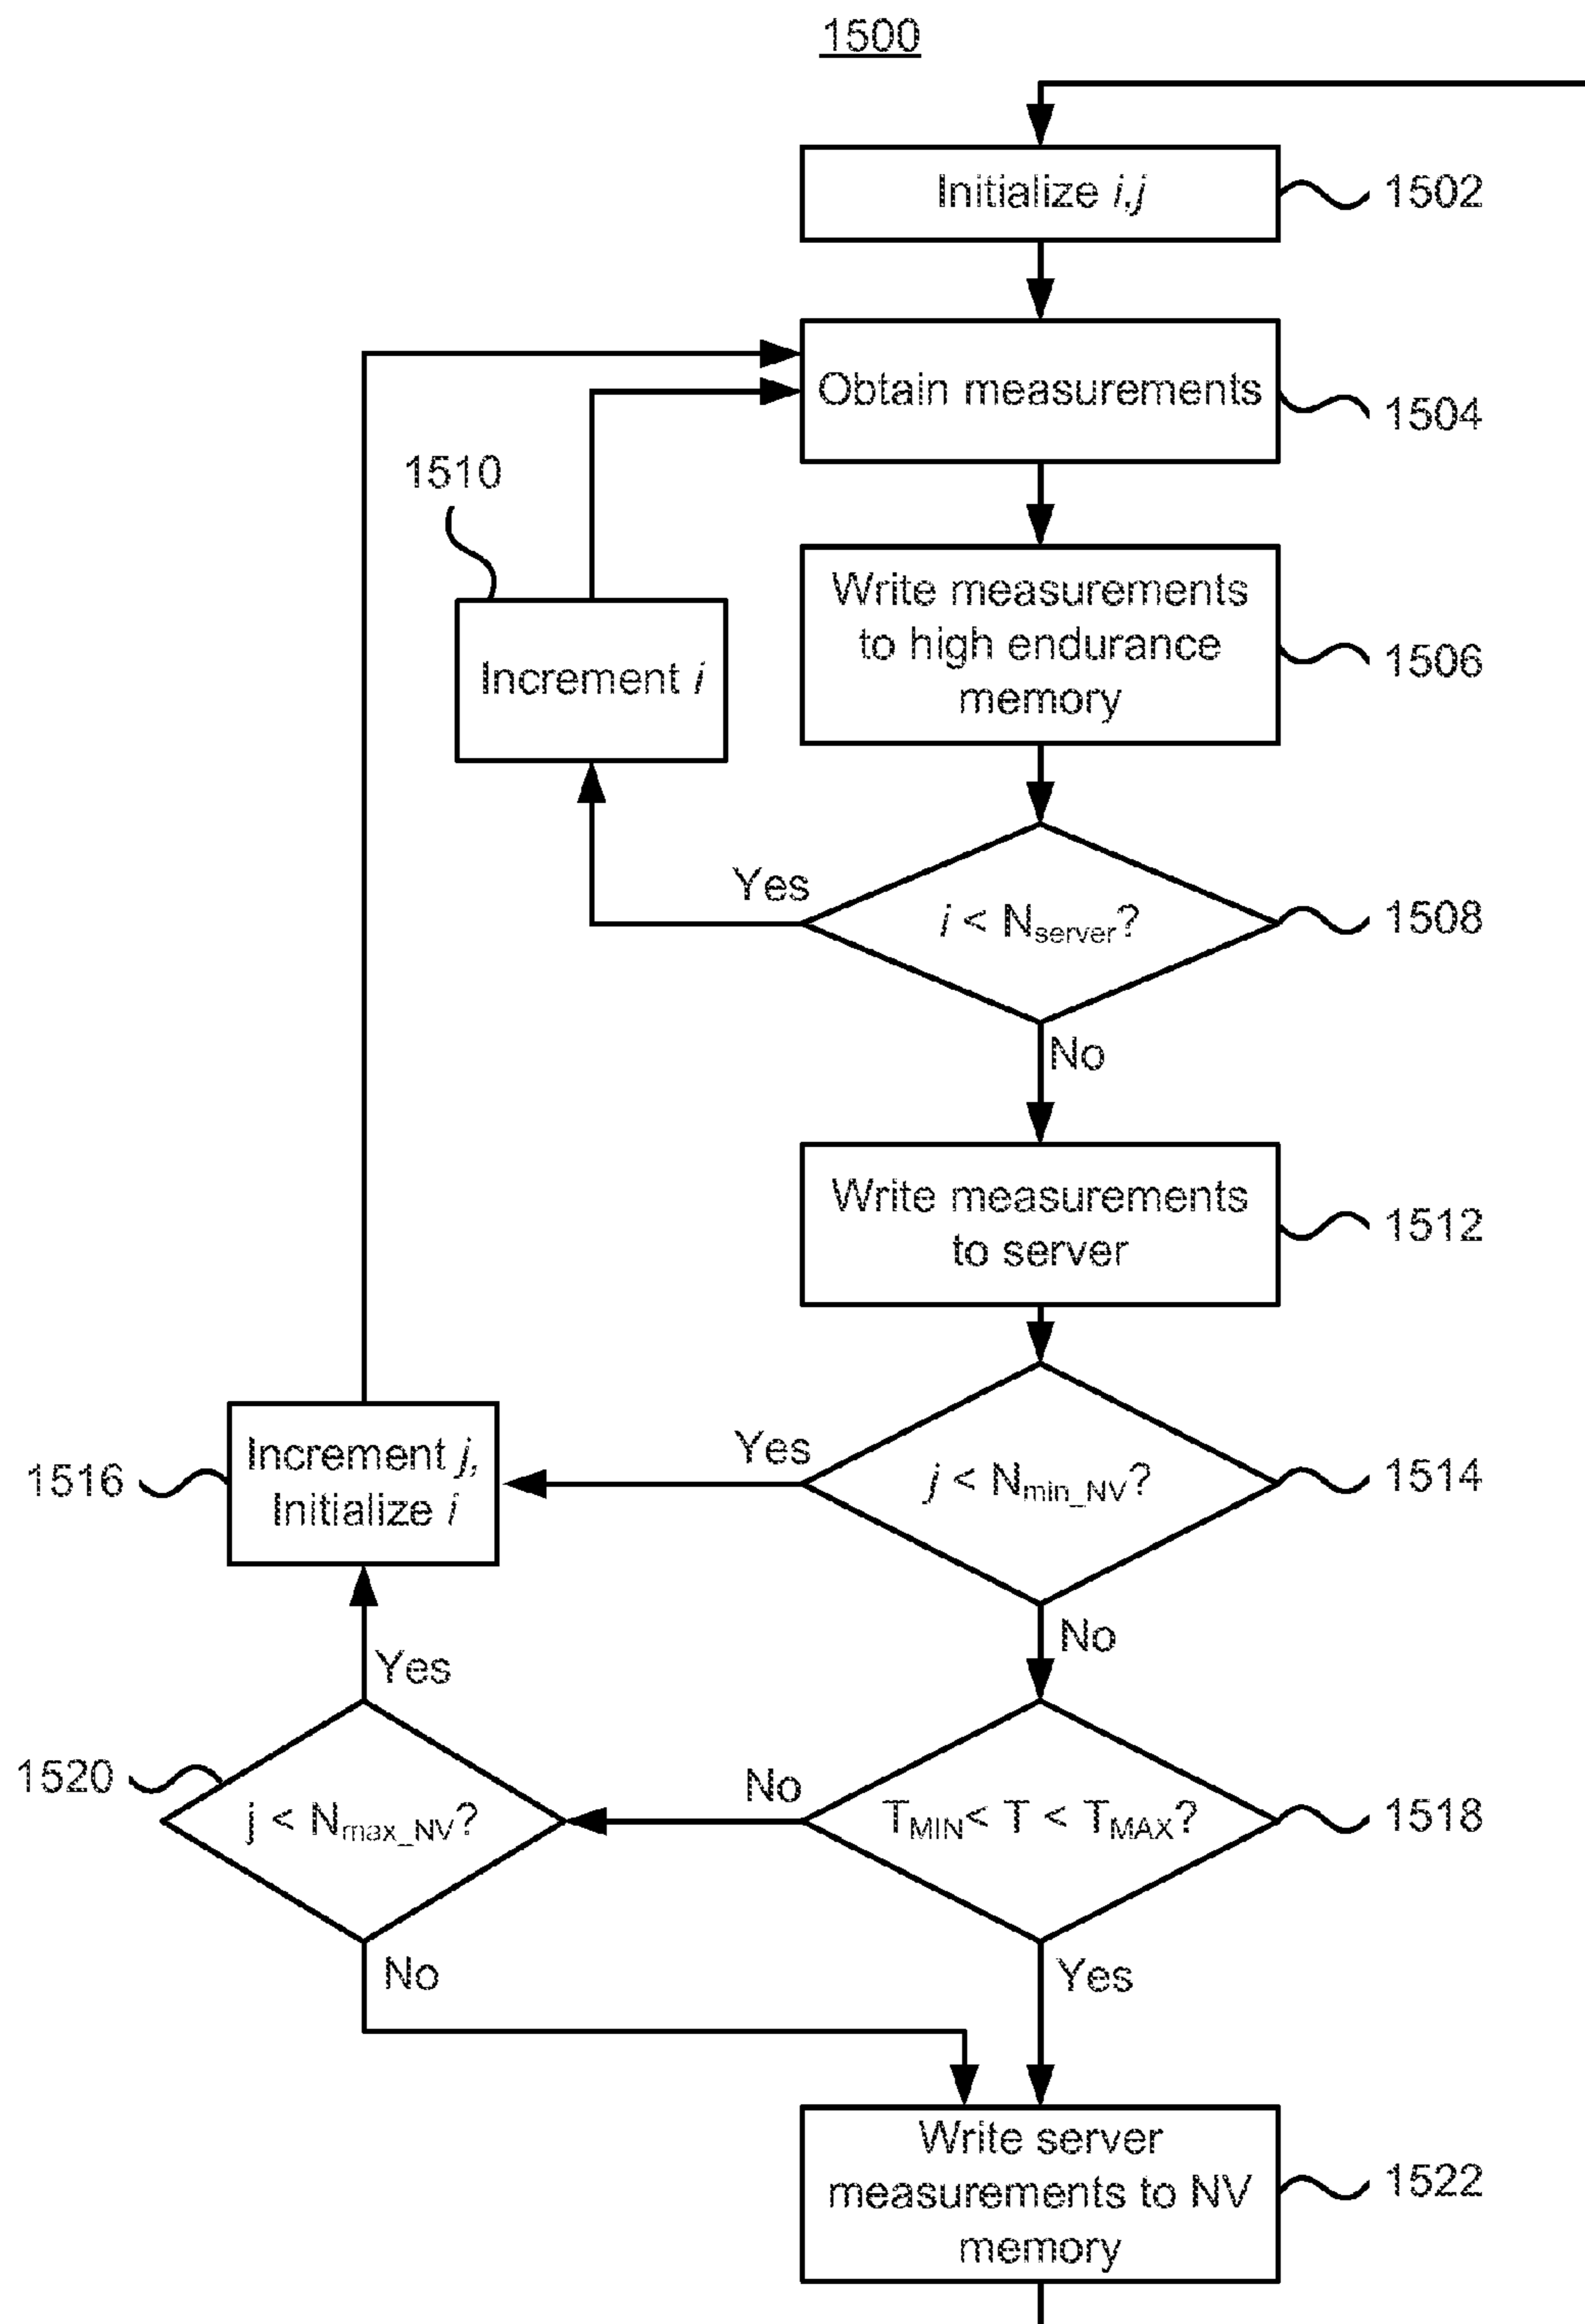 1500
Initialize i,j
1502
Obtain measurements
1504
1510
Write measurements
to high endurance
memory
1506
Increment i
Yes
i < Nserver?
1508
No
Write measurements
to server
1512
1516
Increment j,
Initialize i
Yes
j < Nmin_NV?
1514
No
Yes
1520
j < Nmax_NV?
No
TMIN< T < TMAX?
1518
No
Yes
Write server
measurements to NV
memory
1522